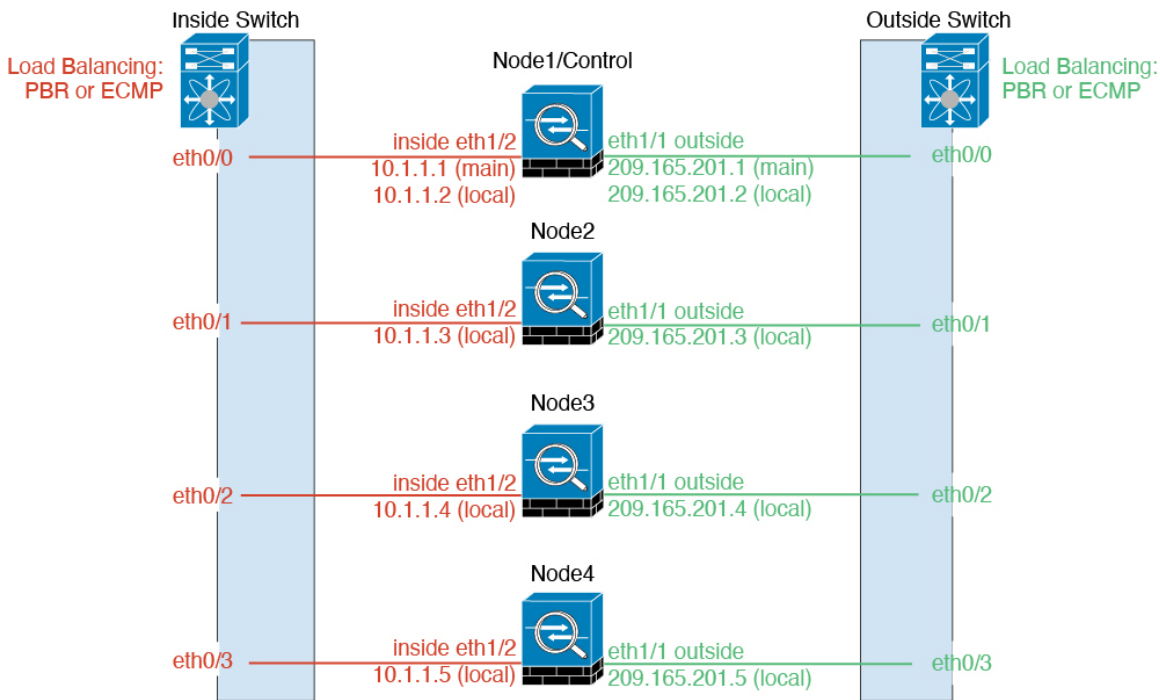 Inside Switch
Outside Switch
Load Balancing:
PBR or ECMP
Node1/Control
Load Balancing:
PBR or ECMP
eth0/0
inside eth1/2
10.1.1.1 (main)
10.1.1.2 (local)
eth1/1 outside
209.165.201.1 (main)
209.165.201.2 (local)
eth0/0
Node2
eth0/1
inside eth1/2
10.1.1.3 (local)
eth1/1 outside
209.165.201.3 (local)
eth0/1
Node3
eth0/2
inside eth1/2
10.1.1.4 (local)
eth1/1 outside
209.165.201.4 (local)
eth0/2
Node4
eth0/3
inside eth1/2
10.1.1.5 (local)
eth1/1 outside
209.165.201.5 (local)
eth0/3